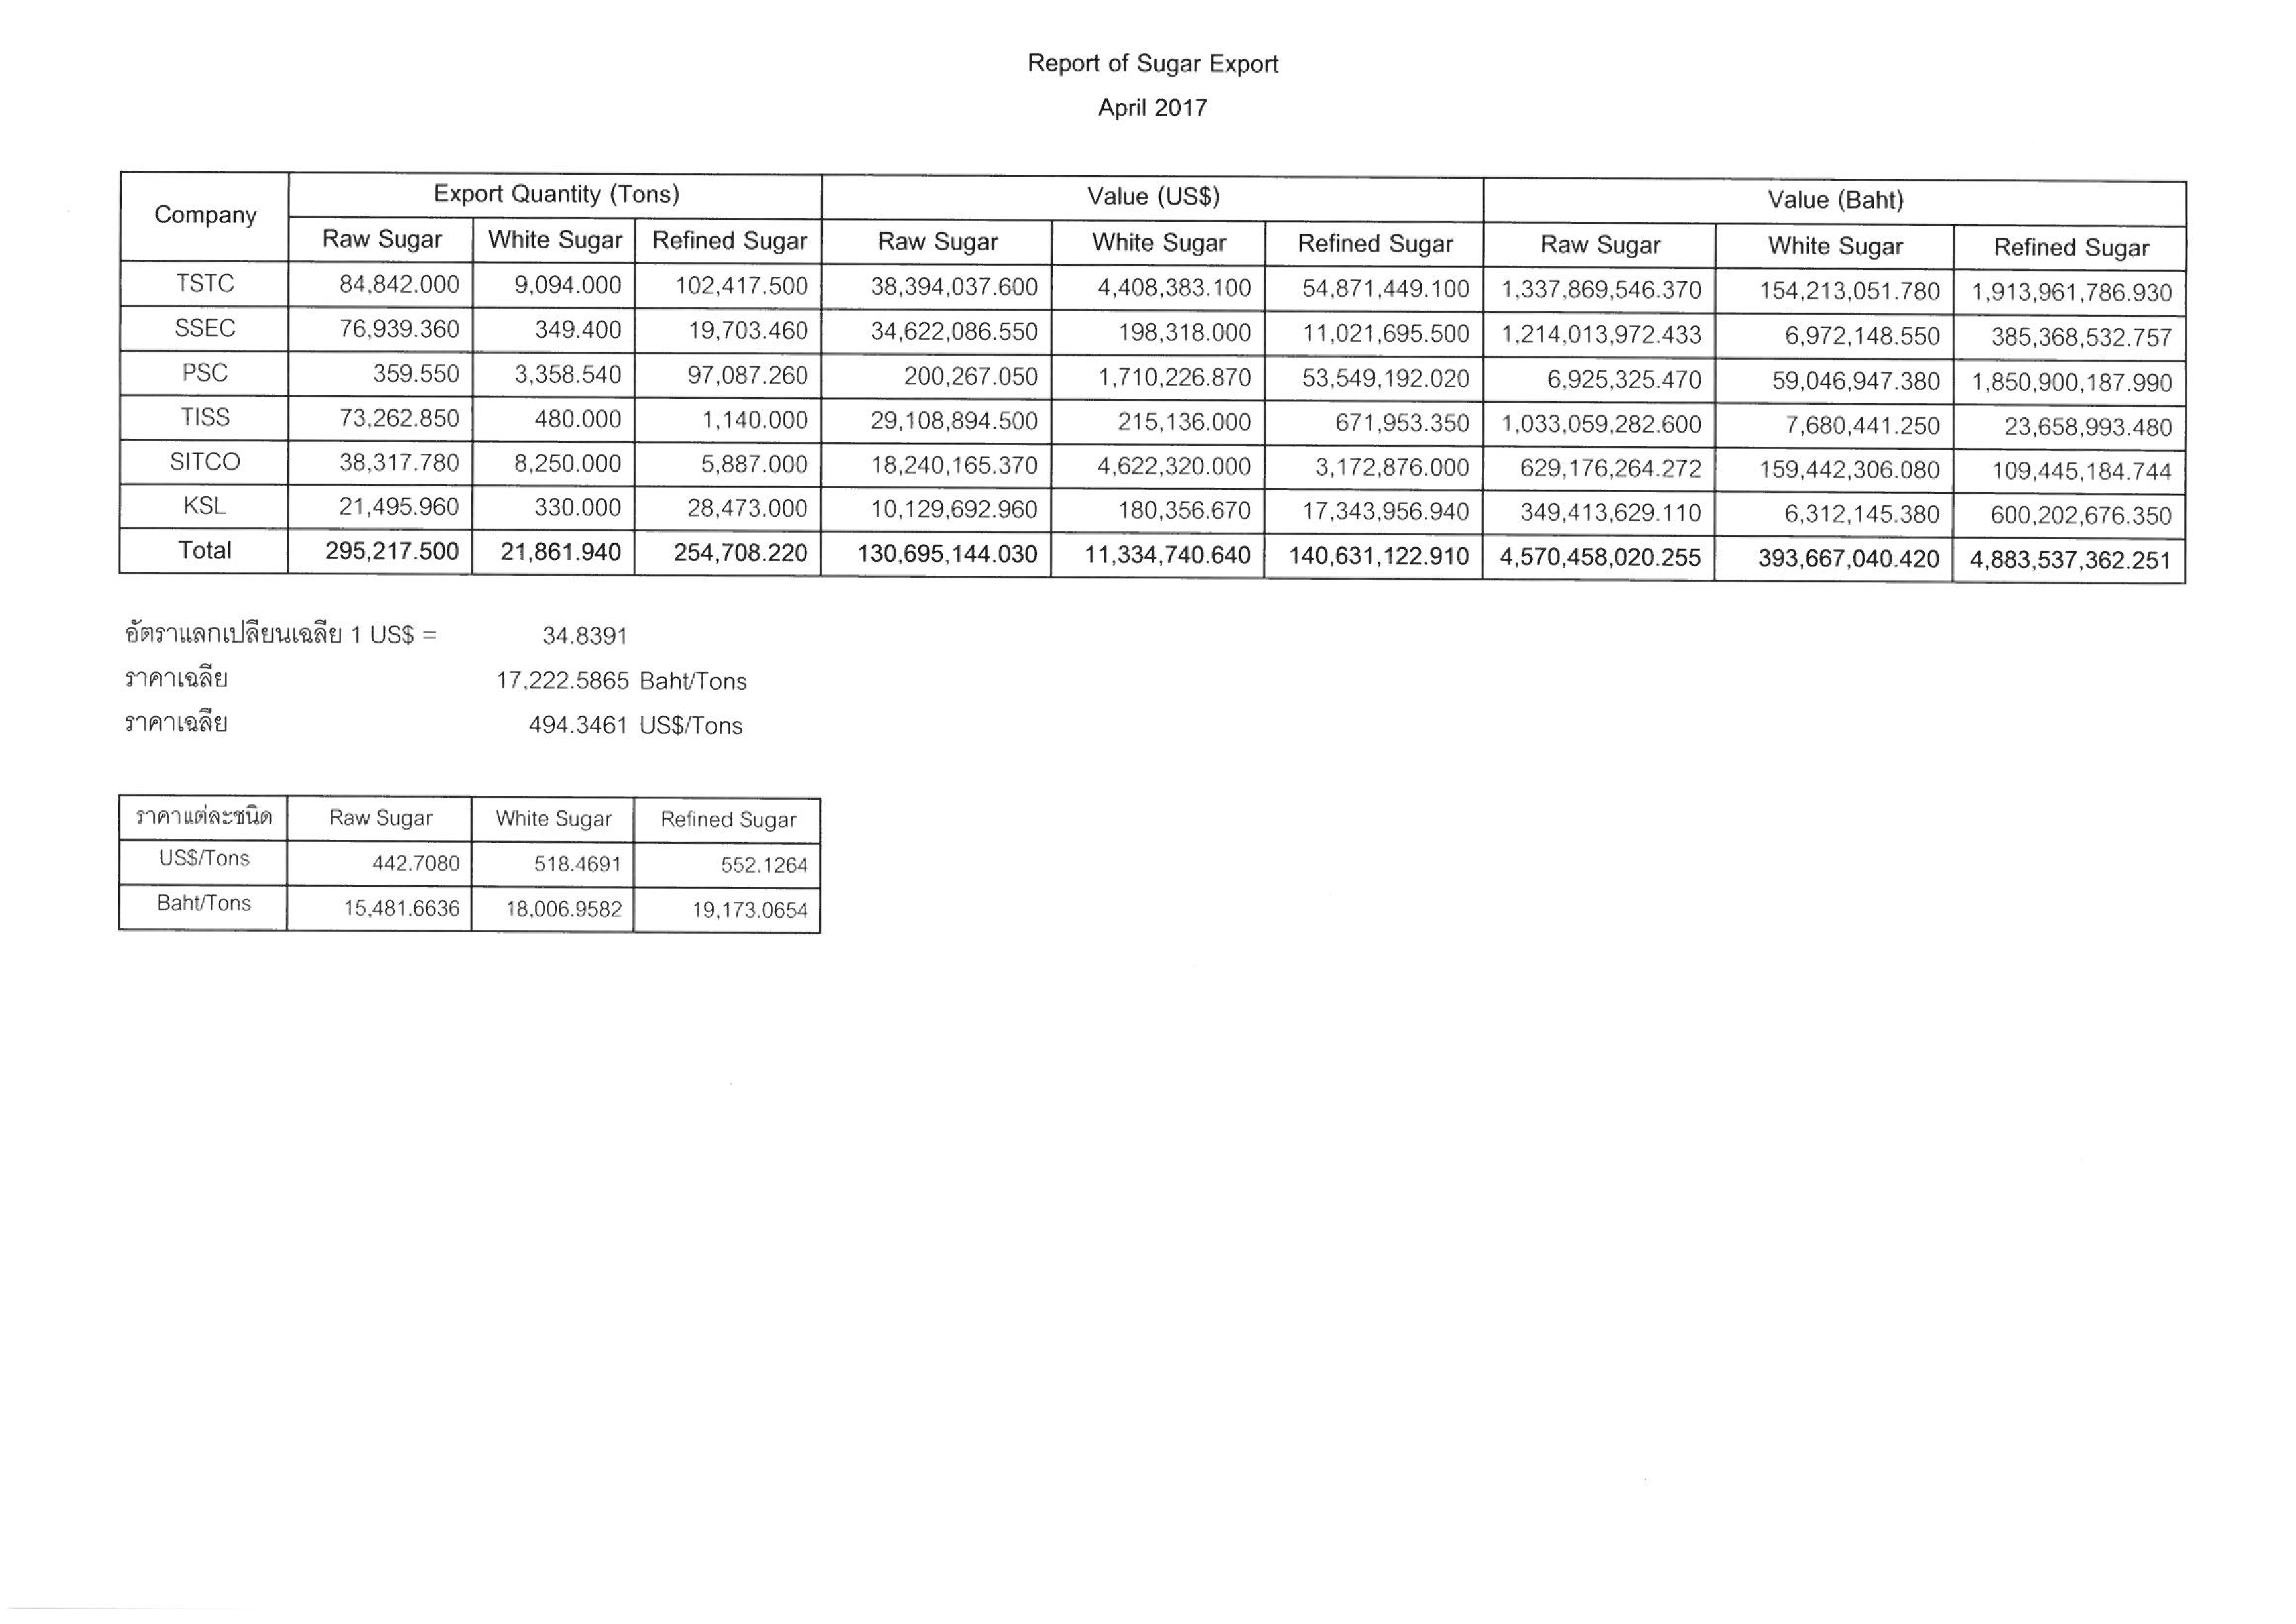 Report of Sugar Export
April 2017
Company Export Quantity (Tons) Value (US$) Value (Baht)
Raw Sugar White Sugar Refined Sugar Raw Sugar White Sugar Refined Sugar Raw Sugar White Sugar Refined Sugar
TSTC 84,842.000 9,094.000 102,417.500 38,394,037.600 4,408,383.100 54,871,449.100 1,337,869,546.370 154,213,051.780 1,913,961,786.930
SSEC 76,939.360 349.400 19,703.460 34,622,086.550 198,318.000 11,021,695.500 1,214,013,972.433 6,972,148.550 385,368,532.757
PSC 359.550 3,358.540 97,087.260 200,267.050 1,710,226.870 53,549,192.020 6,925,325.470 59,046,947.380 1,850,900,187.990
TISS 73,262.850 480.000 1,140.000 29,108,894.500 215,136.000 671,953.350 1,033,059,282.600 7,680,441.250 23,658,993.480
SITCO 38,317.780 8,250.000 5,887.000 18,240,165.370 4,622,320.000 3,172,876.000 629,176,264.272 159,442,306.080 109,445,184.744
KSL 21,495.960 330.000 28,473.000 10,129,692.960 180,356.670 17,343,956.940 349,413,629.110 6,312,145.380 600,202,676.350
Total 295,217.500 21,861.940 254,708.220 130,695,144.030 11,334,740.640 140,631,122.910 4,570,458,020.255 393,667,040.420 4,883,537,362.251
อัตราแลกเปลี่ยนเฉลี่ย 1 US$ = 34.8391
ราคาเฉลี่ย 17,222.5865 Baht/Tons
ราคาเฉลี่ย 494.3461 US$/Tons
ราคาแต่ละชนิด Raw Sugar White Sugar Refined Sugar
US$/Tons 442.7080 518.4691 552.1264
Baht/Tons 15,481.6636 18,006.9582 19,173.0654